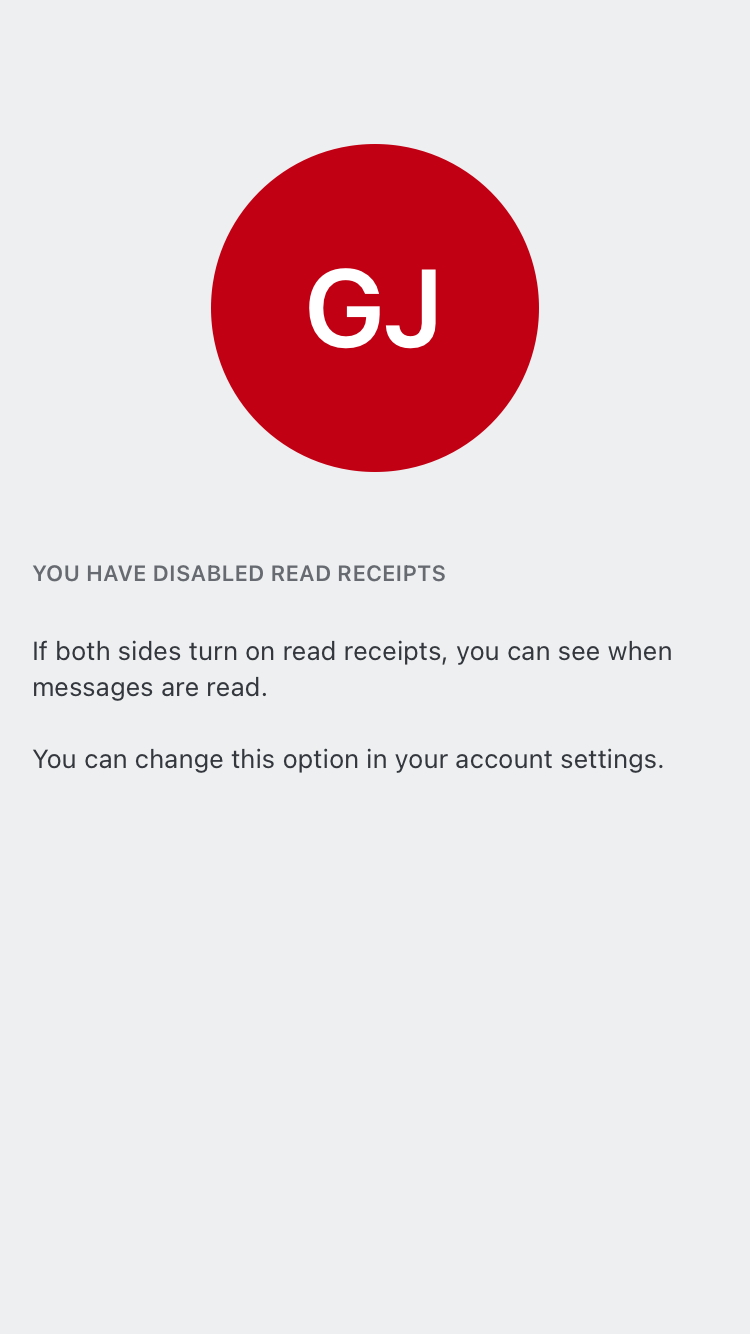 GJ
YOU HAVE DISABLED READ RECEIPTS
If both sides turn on read receipts, you can see when
messages are read.
You can change this option in your account settings.